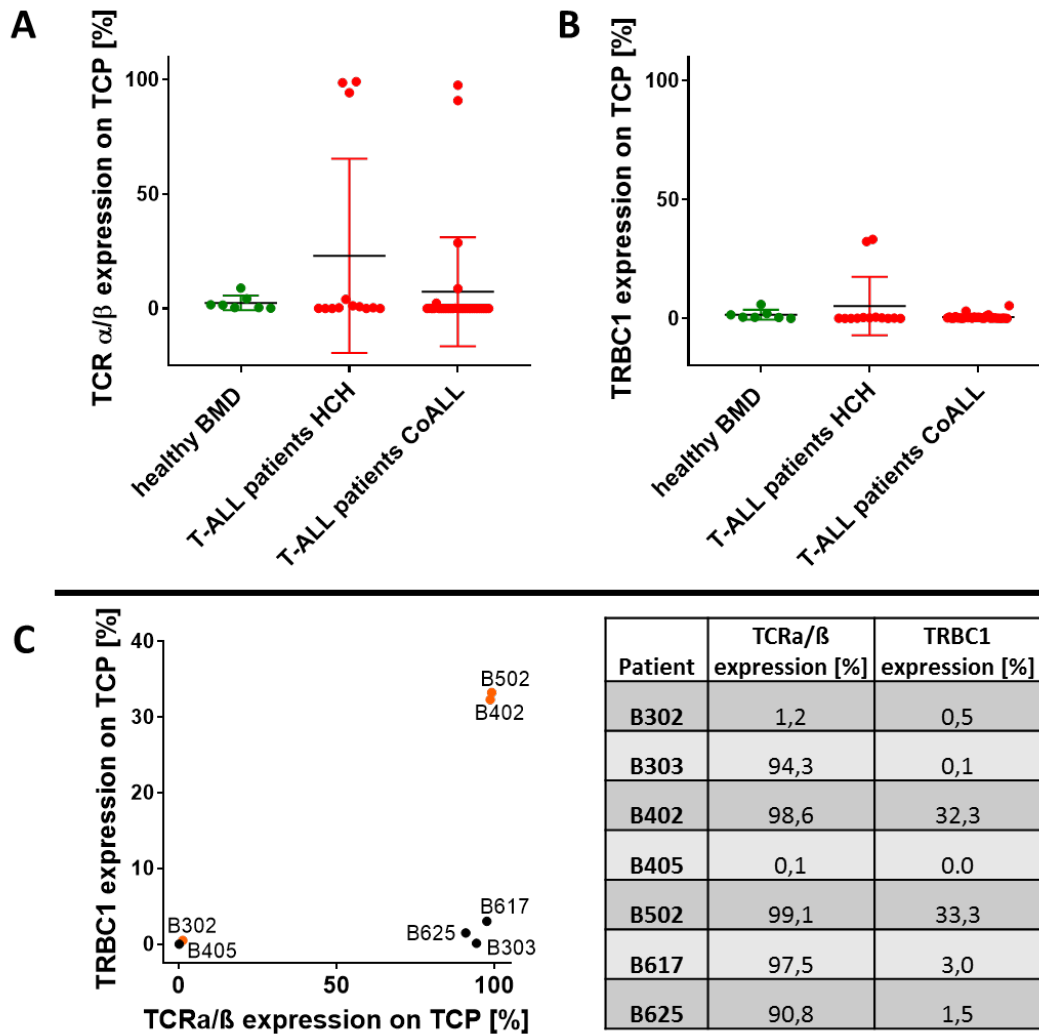 A
TCR α/β expression on TCP [%]
100
50
0
healthy BMD
T-ALL patients HCH
T-ALL patients CoALL
B
TRBC1 expression on TCP [%]
100
50
0
healthy BMD
T-ALL patients HCH
T-ALL patients CoALL
C
TRBC1 expression on TCP [%]
40
30
20
10
0
B502
B402
B617
B625
B303
B302
B405
0
50
100
TCRa/ß expression on TCP [%]
Patient TCRa/ß expression [%] TRBC1 expression [%]
B302 1,2 0,5
B303 94,3 0,1
B402 98,6 32,3
B405 0,1 0.0
B502 99,1 33,3
B617 97,5 3,0
B625 90,8 1,5